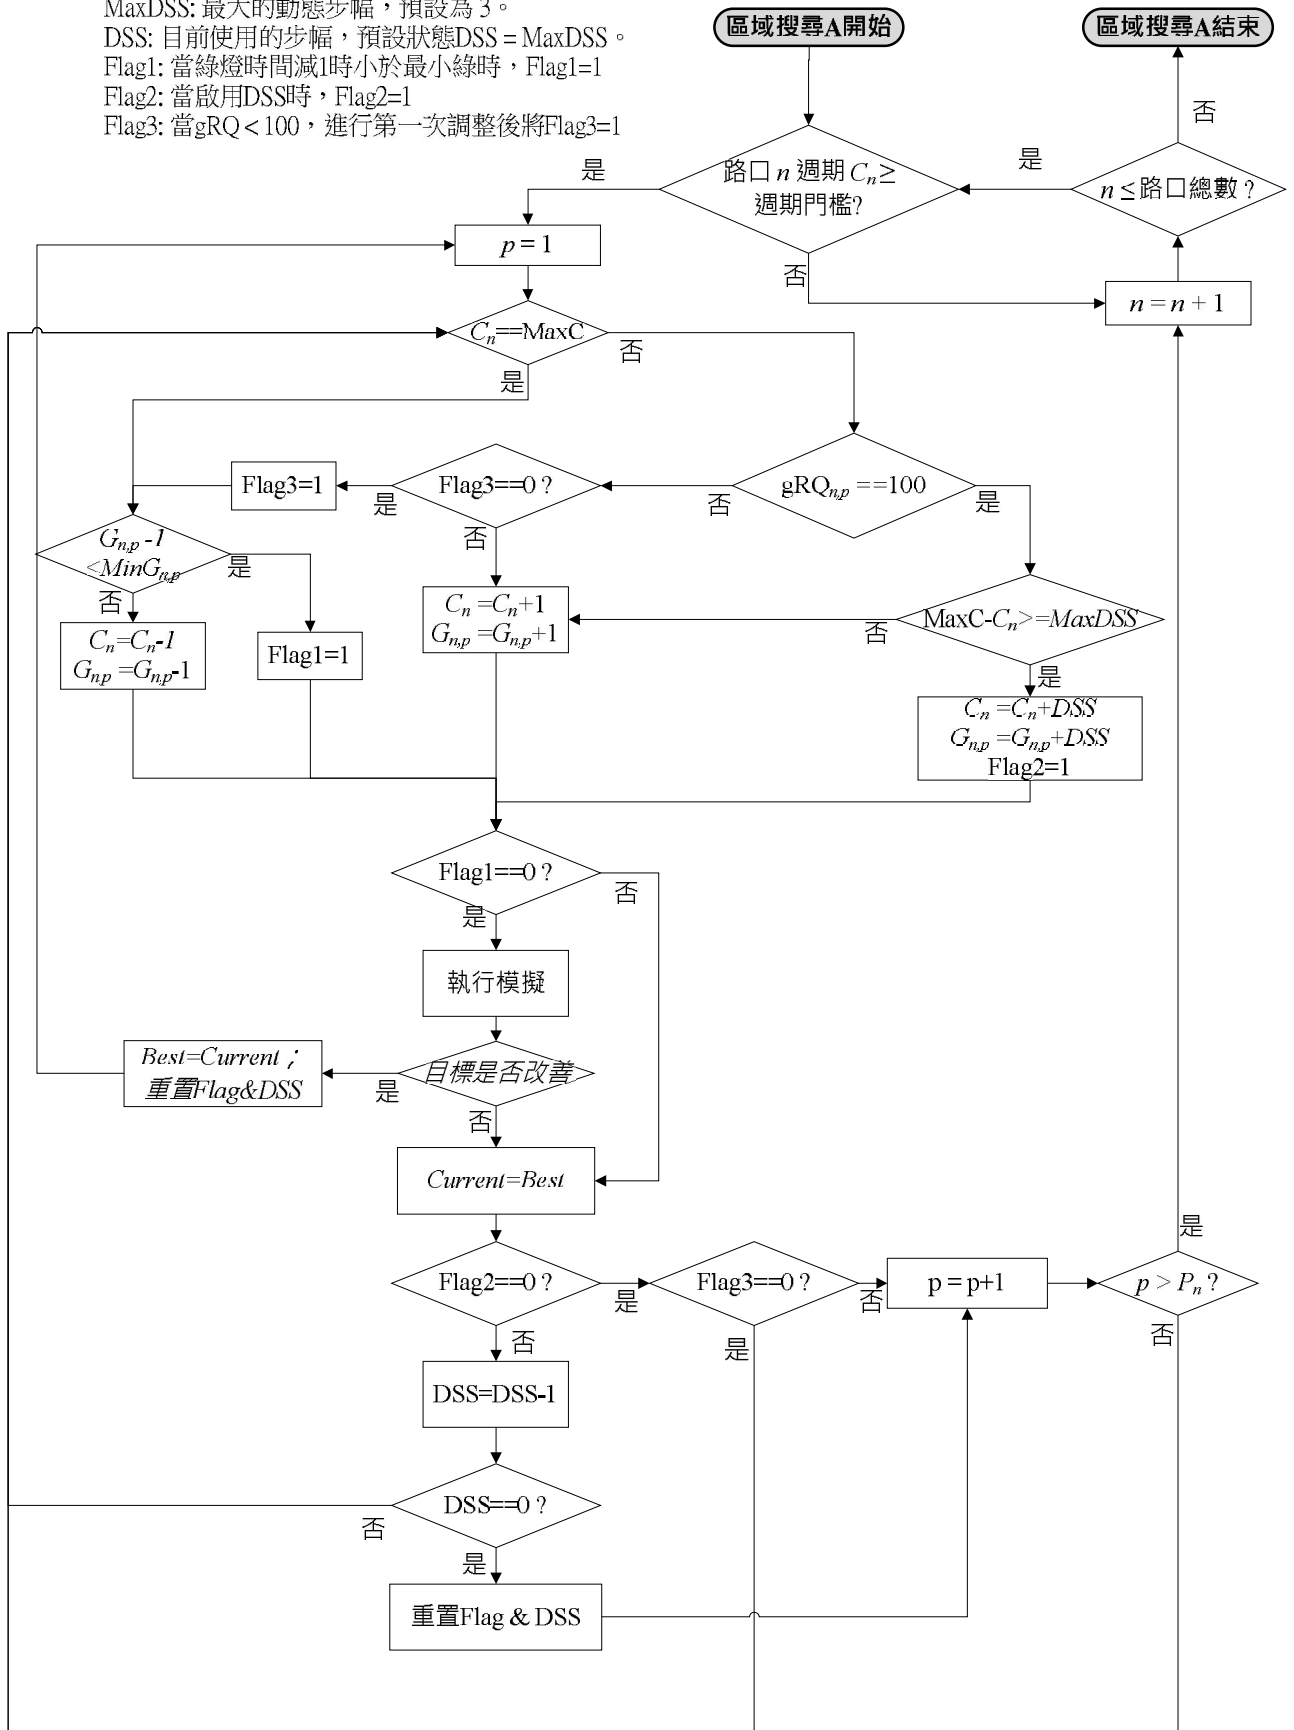 MaxDSS: 最大的動態步幅，預設為 3。
DSS: 目前使用的步幅，預設狀態DSS = MaxDSS。
Flag1: 當綠燈時間減1時小於最小綠時，Flag1=1
Flag2: 當啟用DSS時，Flag2=1
Flag3: 當gRQ < 100，進行第一次調整後將Flag3=1
區域搜尋A開始
區域搜尋A結束
否
路口 n 週期 Cn≥
週期門檻?
是
是
n ≤ 路口總數 ?
p = 1
否
n = n + 1
Cn==MaxC
否
是
Flag3=1
是
Flag3==0 ?
否
gRQn,p ==100
是
否
Gn,p -1
<MinGn,p
是
否
Cn=Cn-1
Gn,p =Gn,p-1
Flag1=1
Cn =Cn+1
Gn,p =Gn,p+1
否
MaxC-Cn>=MaxDSS
是
Cn =Cn+DSS
Gn,p =Gn,p+DSS
Flag2=1
Flag1==0 ?
否
是
執行模擬
Best=Current；
重置Flag&DSS
是
目標是否改善
否
Current=Best
Flag2==0 ?
是
Flag3==0 ?
否
p = p+1
是
p > Pn ?
否
否
是
DSS=DSS-1
DSS==0 ?
否
是
重置Flag & DSS